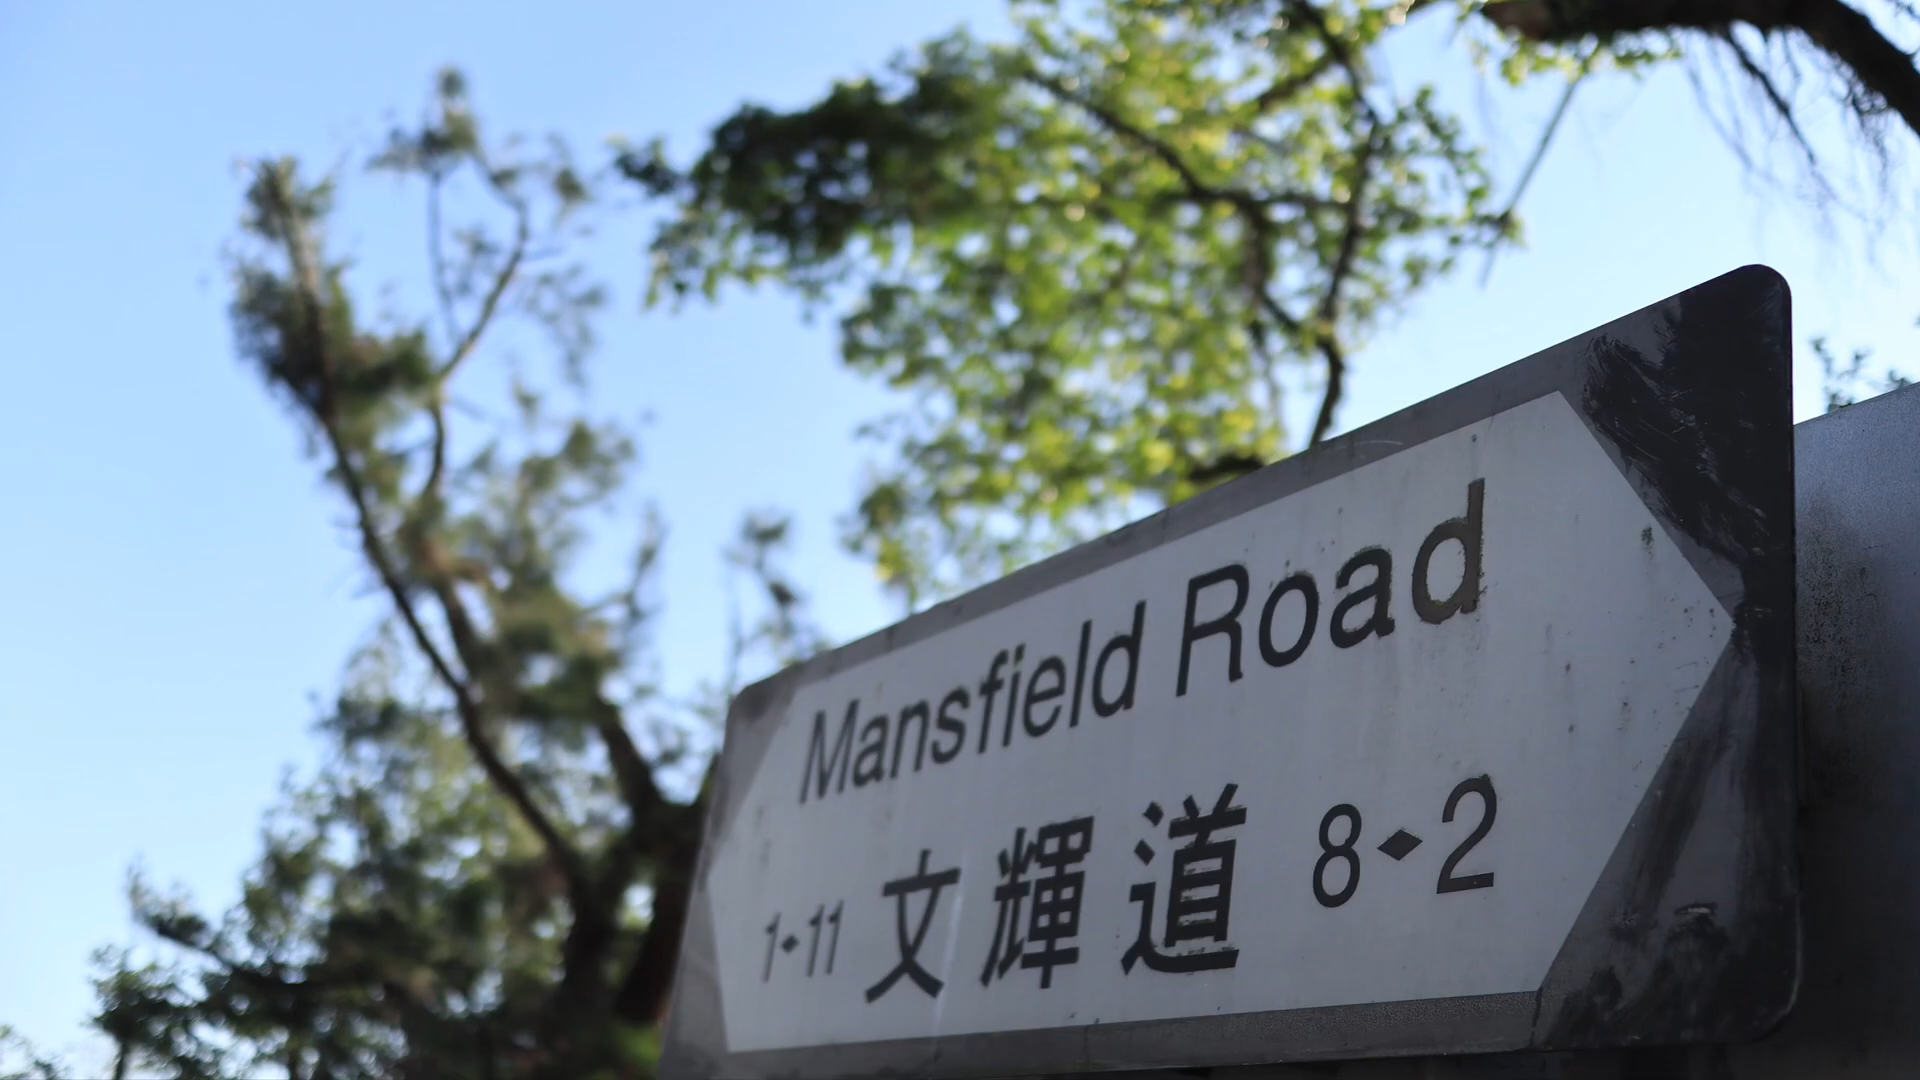 Mansfield Road
1◆11 文輝道 8◆2